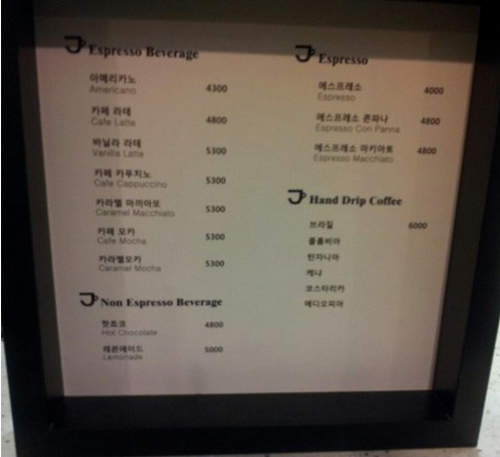 Espresso Beverage
아메리카노 4300
Americano
카페 라떼 4800
Cafe Latte
바닐라 라떼 5300
Vanilla Latte
카페 카푸치노 5300
Cafe Cappuccino
카라멜 마끼아또 5300
Caramel Macchiato
카페 모카 5300
Cafe Mocha
카라멜모카 5300
Caramel Mocha
Non Espresso Beverage
핫초코 4800
Hot Chocolate
레몬에이드 5000
Lemonade
Espresso
에스프레소 4000
Espresso
에스프레소 콘파나 4800
Espresso Con Panna
에스프레소 마키아토 4800
Espresso Macchiato
Hand Drip Coffee
브라질 6000
콜롬비아
탄자니아
케냐
코스타리카
에디오피아